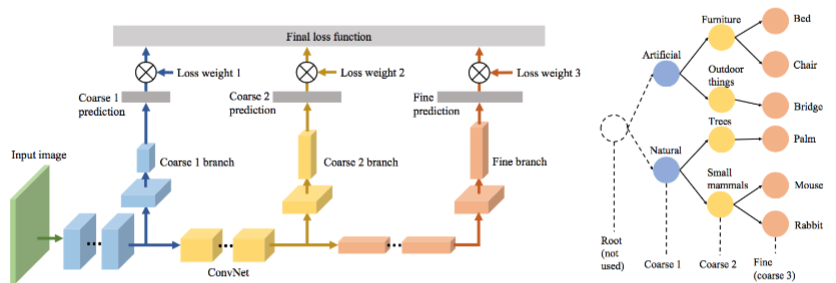 Final loss function
Loss weight 1
Loss weight 2
Loss weight 3
Coarse 1
prediction
Coarse 2
prediction
Fine
prediction
Input image
Coarse 1 branch
Coarse 2 branch
Fine branch
ConvNet
Furniture
Bed
Artificial
Chair
Outdoor
things
Bridge
Trees
Palm
Natural
Small
mammals
Mouse
Rabbit
Root
(not
used)
Coarse 1
Coarse 2
Fine
(coarse 3)